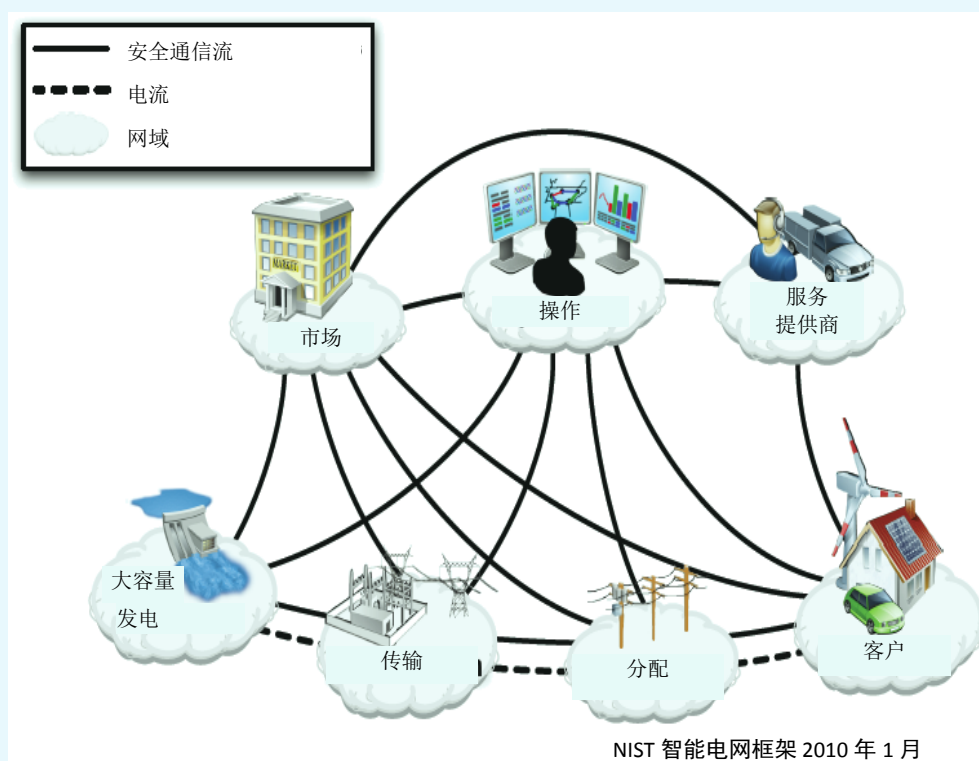 安全通信流
电流
网域
MARKET
市场
操作
服务
提供商
大容量
发电
传输
分配
客户
NIST 智能电网框架 2010 年 1 月